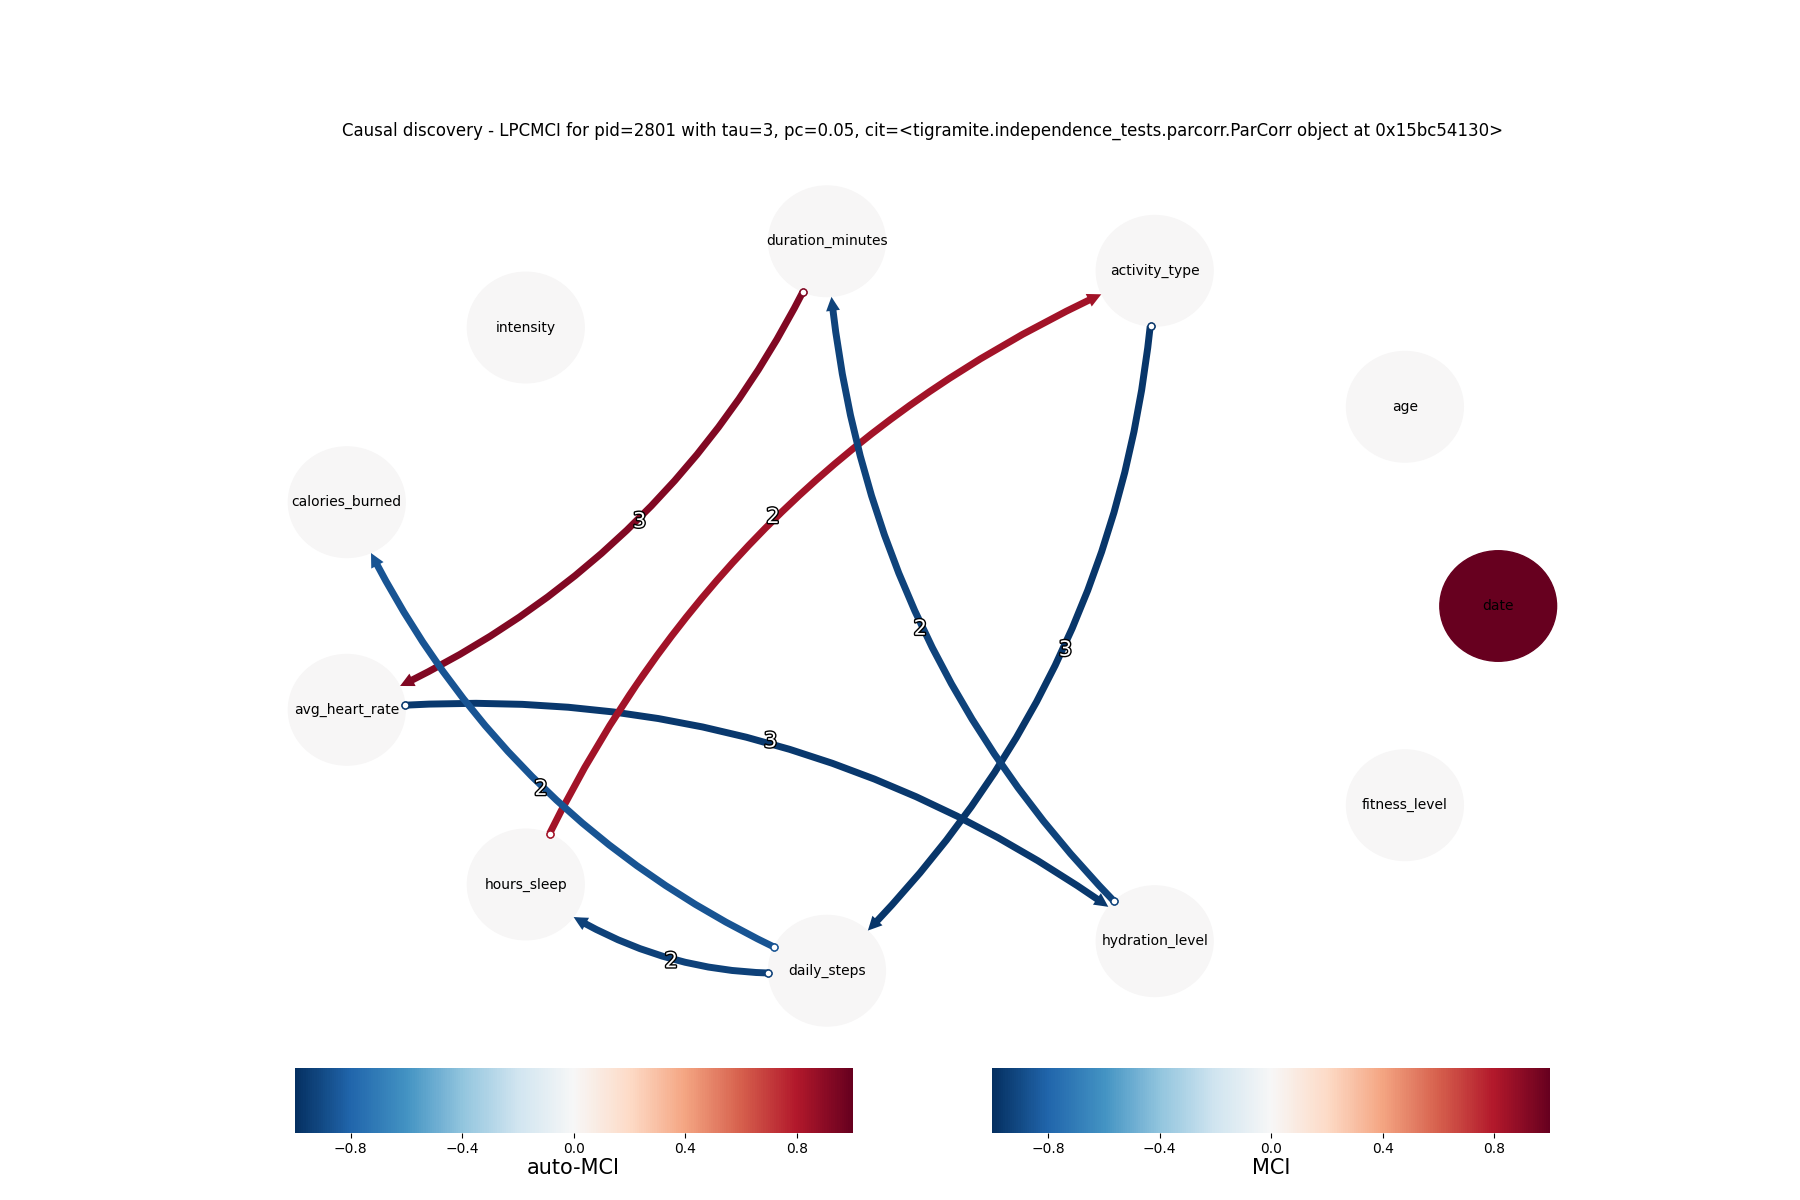 Causal discovery - LPCMCI for pid=2801 with tau=3, pc=0.05, cit=<tigramite.independence_tests.parcorr.ParCorr object at 0x15bc54130>
duration_minutes
activity_type
intensity
age
calories_burned
3
2
date
2
3
avg_heart_rate
3
2
fitness_level
hours_sleep
hydration_level
2
daily_steps
−0.8 −0.4 0.0 0.4 0.8
auto-MCI
−0.8 −0.4 0.0 0.4 0.8
MCI